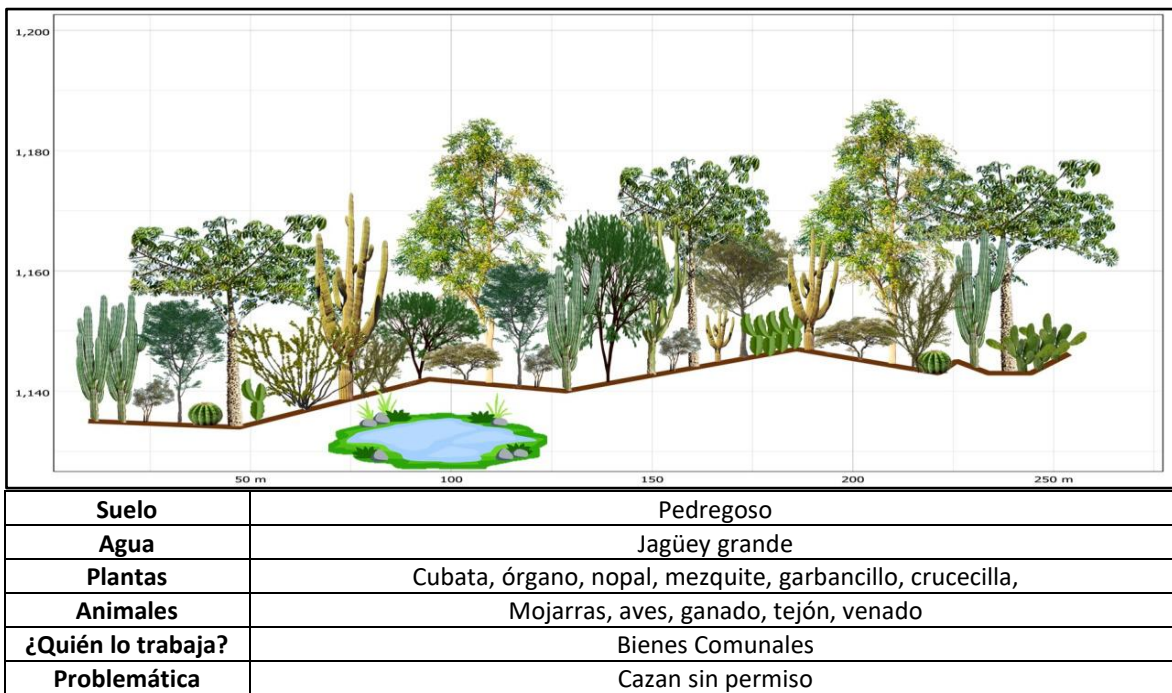 1,200
1,180
1,160
1,140
50 m 100 150 200 250 m
Suelo Pedregoso
Agua Jagüey grande
Plantas Cubata, órgano, nopal, mezquite, garbancillo, crucecilla,
Animales Mojarras, aves, ganado, tejón, venado
¿Quién lo trabaja? Bienes Comunales
Problemática Cazan sin permiso